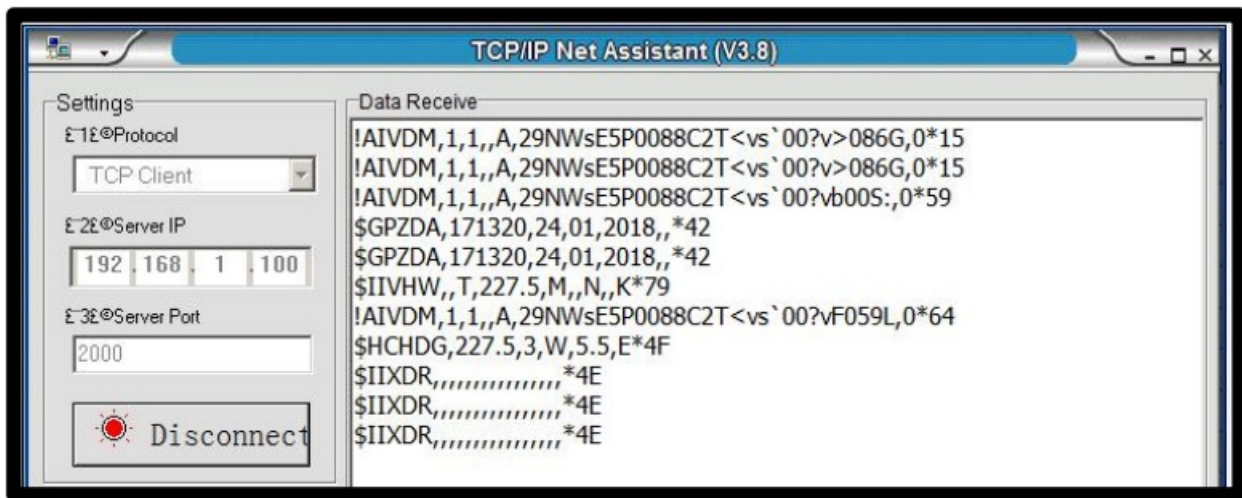 TCP/IP Net Assistant (V3.8)
Settings
£¨1£©Protocol
TCP Client
£¨2£©Server IP
192 . 168 . 1 . 100
£¨3£©Server Port
2000
Disconnect
Data Receive
!AIVDM,1,1,,A,29NWsE5P0088C2T<vs`00?v>086G,0*15
!AIVDM,1,1,,A,29NWsE5P0088C2T<vs`00?v>086G,0*15
!AIVDM,1,1,,A,29NWsE5P0088C2T<vs`00?vb00S:,0*59
$GPZDA,171320,24,01,2018,,*42
$GPZDA,171320,24,01,2018,,*42
$IIVHW,,T,227.5,M,,N,,K*79
!AIVDM,1,1,,A,29NWsE5P0088C2T<vs`00?vF059L,0*64
$HCHDG,227.5,3,W,5.5,E*4F
$IIXDR,,,,,,,,,,,,,,,,*4E
$IIXDR,,,,,,,,,,,,,,,,*4E
$IIXDR,,,,,,,,,,,,,,,,*4E